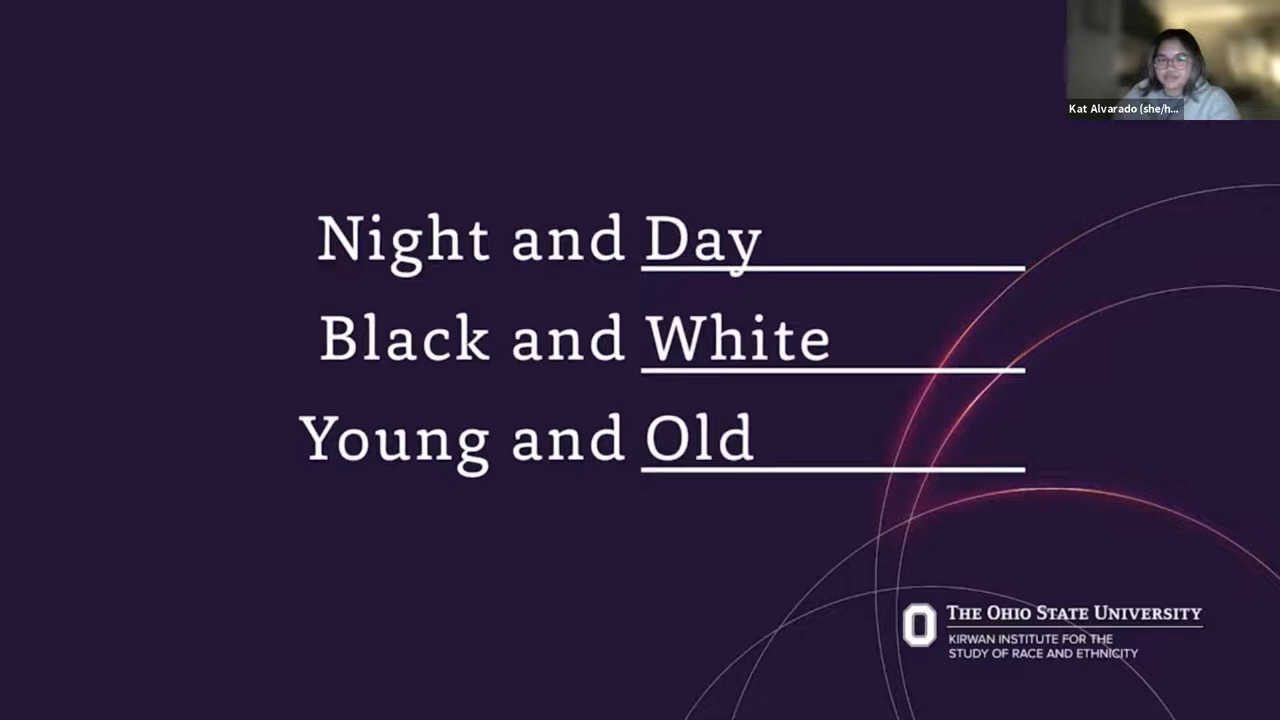 Kat Alvarado (she/h...
Night and Day
Black and White
Young and Old
THE OHIO STATE UNIVERSITY
KIRWAN INSTITUTE FOR THE
STUDY OF RACE AND ETHNICITY